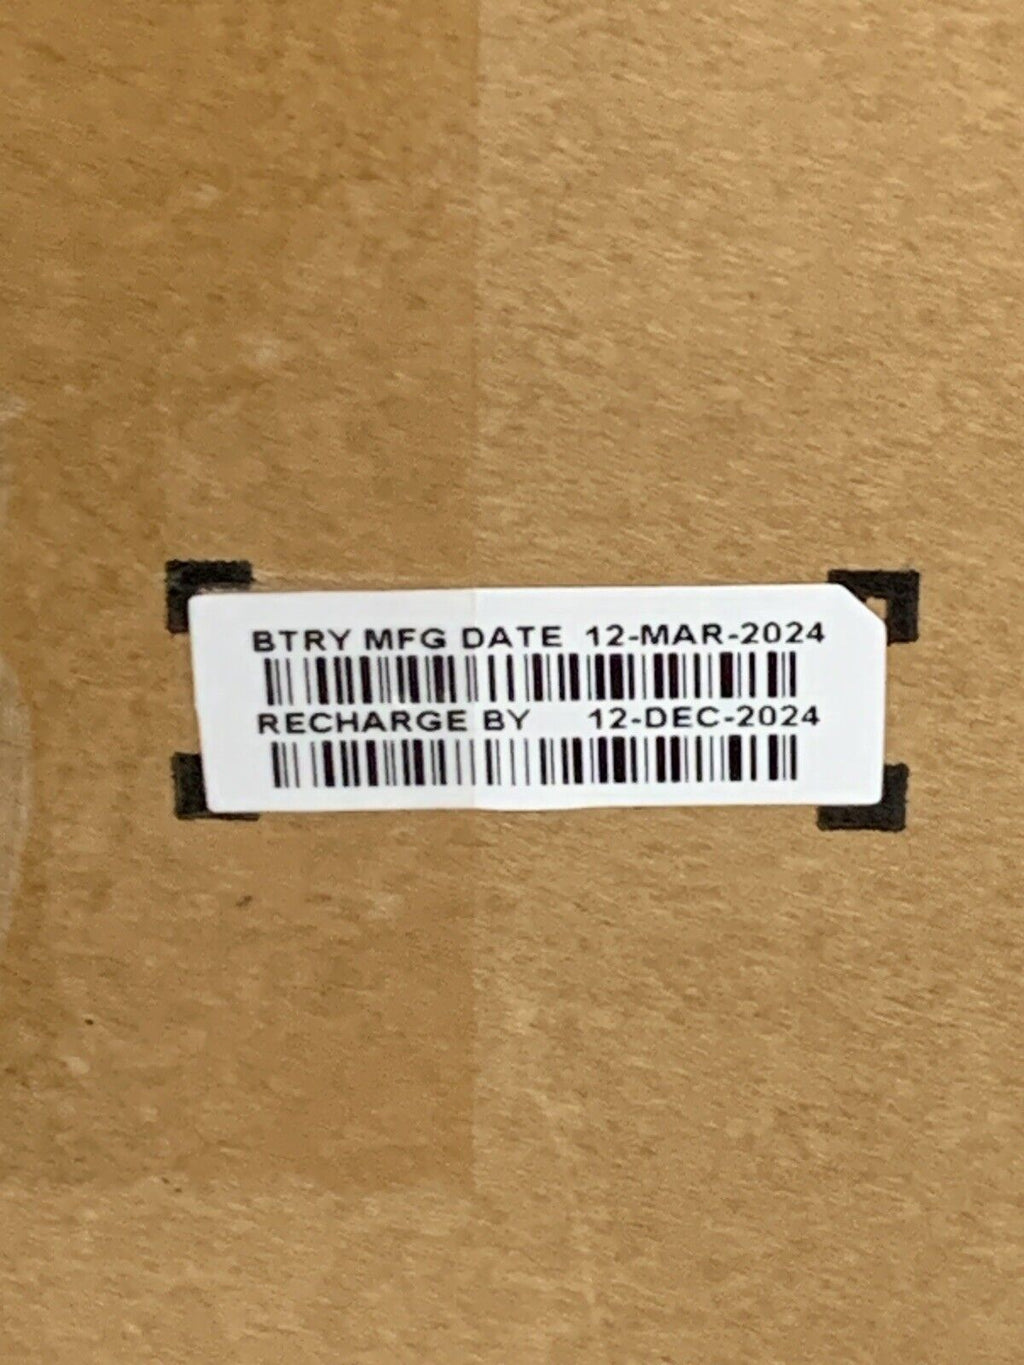 BTRY MFG DATE 12-MAR-2024
RECHARGE BY 12-DEC-2024